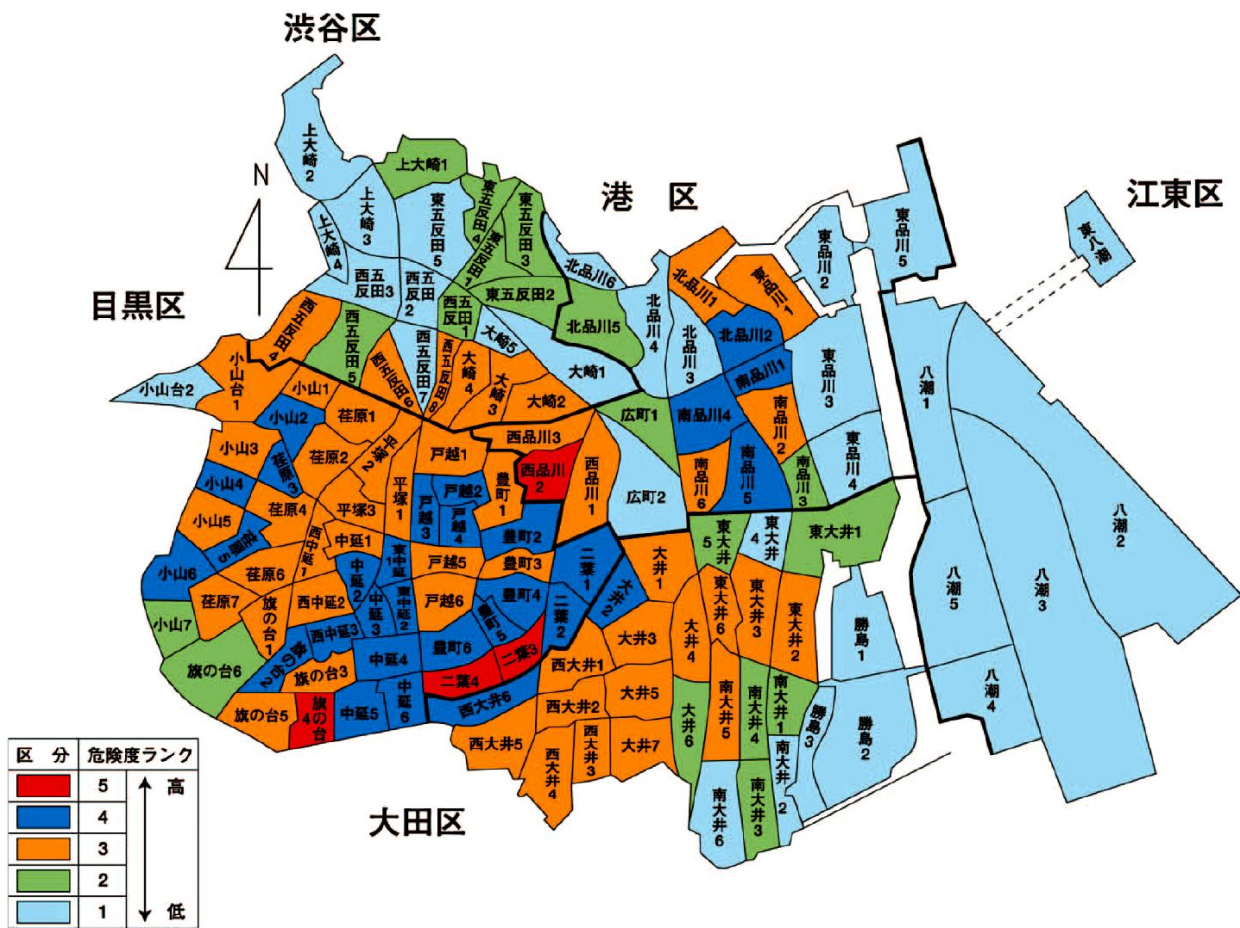 渋谷区
港 区
江東区
目黒区
大田区
N
上大崎2
上大崎1
上大崎3
上大崎4
東五反田5
東五反田4
東五反田3
東五反田1
東五反田2
西五反田3
西五反田2
西五反田1
西五反田4
西五反田5
西五反田6
西五反田7
西五反田8
大崎5
大崎4
大崎3
大崎1
大崎2
北品川6
北品川5
北品川4
北品川1
北品川3
北品川2
東品川1
東品川2
東品川5
東品川3
東品川4
東八潮
南品川1
南品川4
南品川2
南品川6
南品川5
南品川3
広町1
広町2
西品川3
西品川2
西品川1
小山台2
小山台1
小山1
小山2
小山3
小山4
小山5
小山6
小山7
荏原1
荏原2
荏原3
荏原4
荏原5
荏原6
荏原7
平塚2
平塚1
平塚3
戸越1
戸越2
戸越3
戸越4
戸越5
戸越6
豊町1
豊町2
豊町3
豊町4
豊町5
豊町6
西中延1
西中延2
西中延3
中延1
中延2
中延3
中延4
中延5
中延6
東中延1
東中延2
旗の台1
旗の台2
旗の台3
旗の台4
旗の台5
旗の台6
二葉1
二葉2
二葉3
二葉4
大井1
大井2
大井3
大井4
大井5
大井6
大井7
西大井1
西大井2
西大井3
西大井4
西大井5
西大井6
東大井5
東大井4
東大井1
東大井6
東大井3
東大井2
南大井5
南大井4
南大井1
南大井2
南大井3
南大井6
勝島1
勝島3
勝島2
八潮1
八潮2
八潮3
八潮5
八潮4
区 分 危険度ランク
5 高
4
3
2
1 低